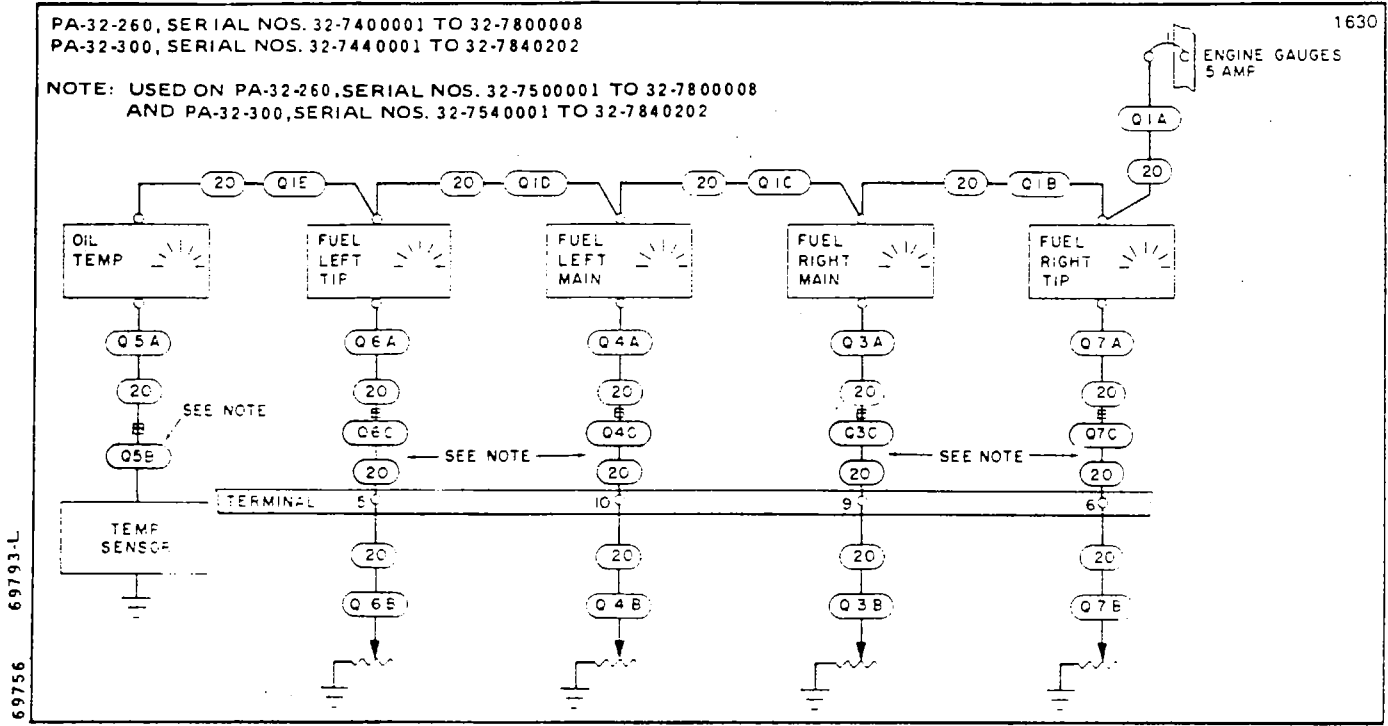 PA-32-260, SERIAL NOS. 32-7400001 TO 32-7800008
PA-32-300, SERIAL NOS. 32-7440001 TO 32-7840202
1630
NOTE: USED ON PA-32-260, SERIAL NOS. 32-7500001 TO 32-7800008
AND PA-32-300, SERIAL NOS. 32-7540001 TO 32-7840202
ENGINE GAUGES
5 AMP
Q1A
20
20 Q1E 20 Q1D 20 Q1C 20 Q1B
OIL
TEMP
FUEL
LEFT
TIP
FUEL
LEFT
MAIN
FUEL
RIGHT
MAIN
FUEL
RIGHT
TIP
Q5A Q6A Q4A Q3A Q7A
20 20 20 20 20
SEE NOTE
Q5B Q6C Q4C Q3C Q7C
SEE NOTE SEE NOTE
20 20 20 20
TERMINAL 5 10 9 6
TEMP
SENSOR
20 20 20 20
Q6B Q4B Q3B Q7B
69793-L
69756